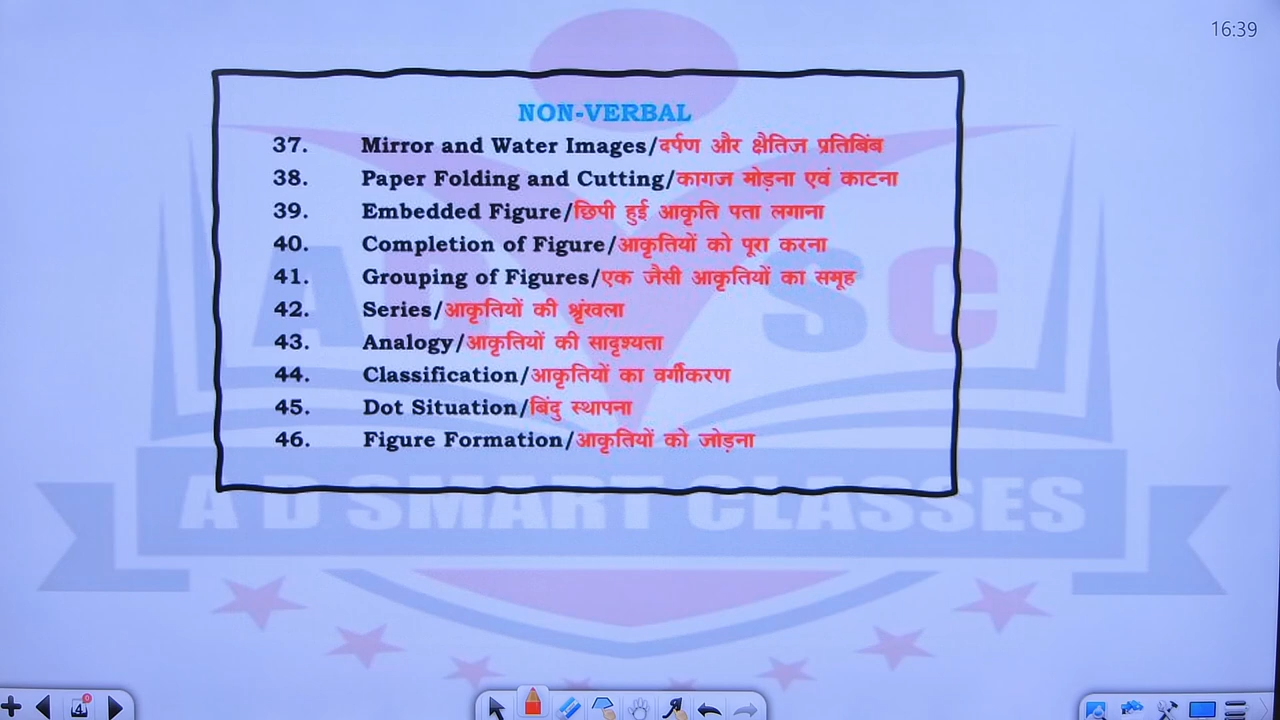 16:39
NON-VERBAL
37. Mirror and Water Images/दर्पण और क्षैतिज प्रतिबिंब
38. Paper Folding and Cutting/कागज मोड़ना एवं काटना
39. Embedded Figure/छिपी हुई आकृति पता लगाना
40. Completion of Figure/आकृतियों को पूरा करना
41. Grouping of Figures/एक जैसी आकृतियों का समूह
42. Series/आकृतियों की श्रृंखला
43. Analogy/आकृतियों की सादृश्यता
44. Classification/आकृतियों का वर्गीकरण
45. Dot Situation/बिंदु स्थापना
46. Figure Formation/आकृतियों को जोड़ना
AD SC
A D SMART CLASSES
4